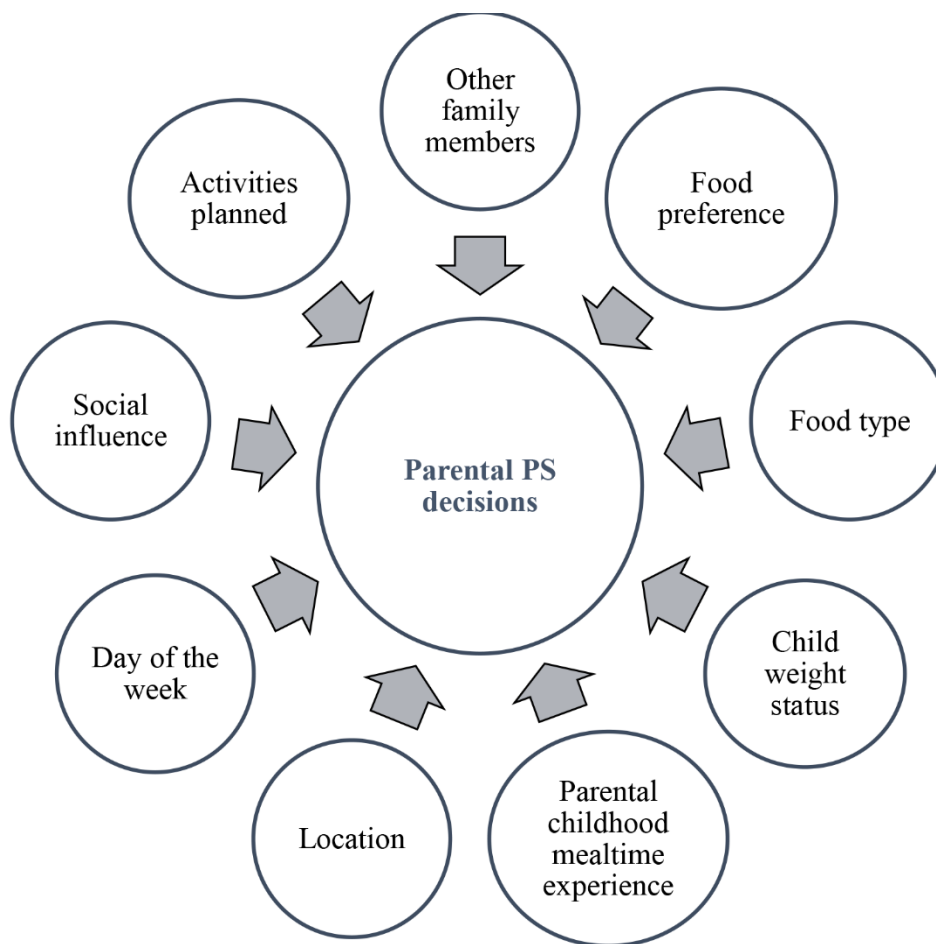 Other
family
members
Food
preference
Food type
Child
weight
status
Parental
childhood
mealtime
experience
Location
Day of the
week
Social
influence
Activities
planned
Parental PS
decisions